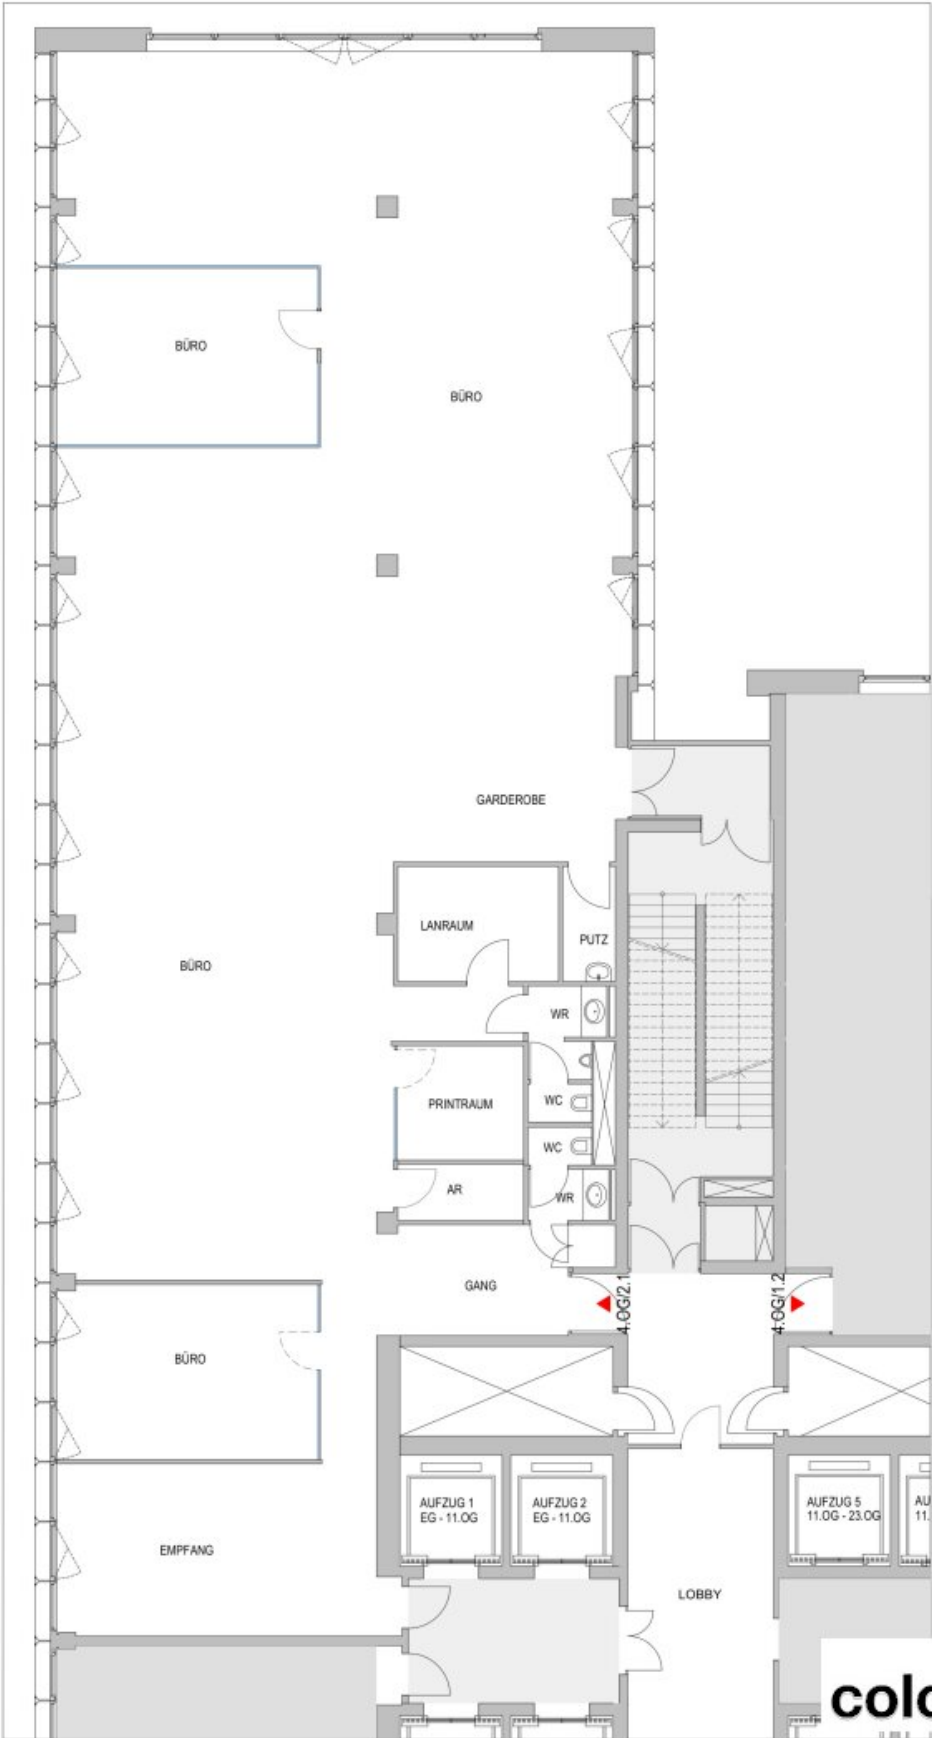 BÜRO
BÜRO
GARDEROBE
LANRAUM
PUTZ
BÜRO
WR
WC
PRINTRAUM
WC
AR
WR
GANG
4.OG/2.1
4.OG/1.2
BÜRO
AUFZUG 1
EG - 11.OG
AUFZUG 2
EG - 11.OG
AUFZUG 5
11.OG - 23.OG
AU
11.
EMPFANG
LOBBY
colo